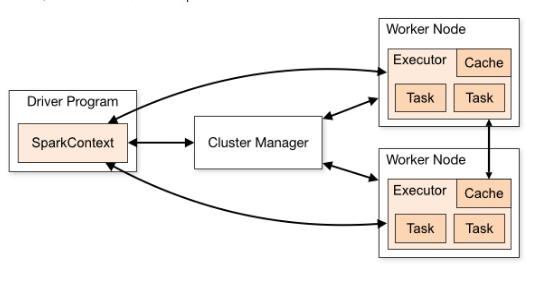 Worker Node
Executor
Cache
Task Task
Driver Program
SparkContext
Cluster Manager
Worker Node
Executor
Cache
Task Task